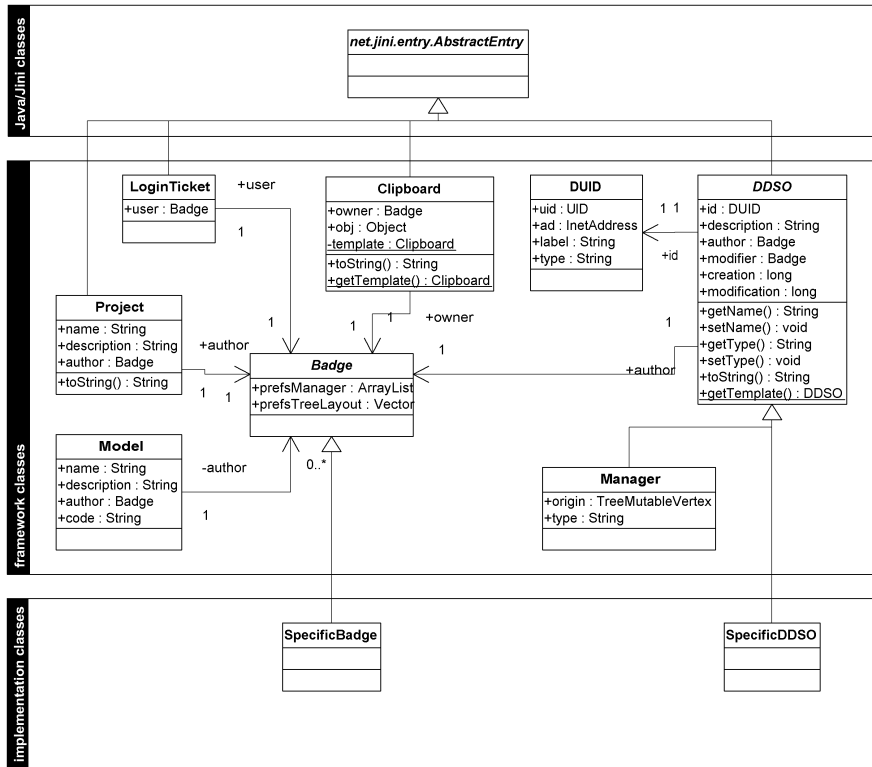 Java/Jini classes
net.jini.entry.AbstractEntry
framework classes
LoginTicket
+user : Badge
+user
1
Clipboard
+owner : Badge
+obj : Object
-template : Clipboard
+toString() : String
+getTemplate() : Clipboard
DUID
+uid : UID
+ad : InetAddress
+label : String
+type : String
1 1
+id
DDSO
+id : DUID
+description : String
+author : Badge
+modifier : Badge
+creation : long
+modification : long
+getName() : String
+setName() : void
+getType() : String
+setType() : void
+toString() : String
+getTemplate() : DDSO
Project
+name : String
+description : String
+author : Badge
+toString() : String
+author
1
1
1
1
1
+owner
1
1
+author
Badge
+prefsManager : ArrayList
+prefsTreeLayout : Vector
Model
+name : String
+description : String
+author : Badge
+code : String
-author
1
0..*
Manager
+origin : TreeMutableVertex
+type : String
implementation classes
SpecificBadge
SpecificDDSO